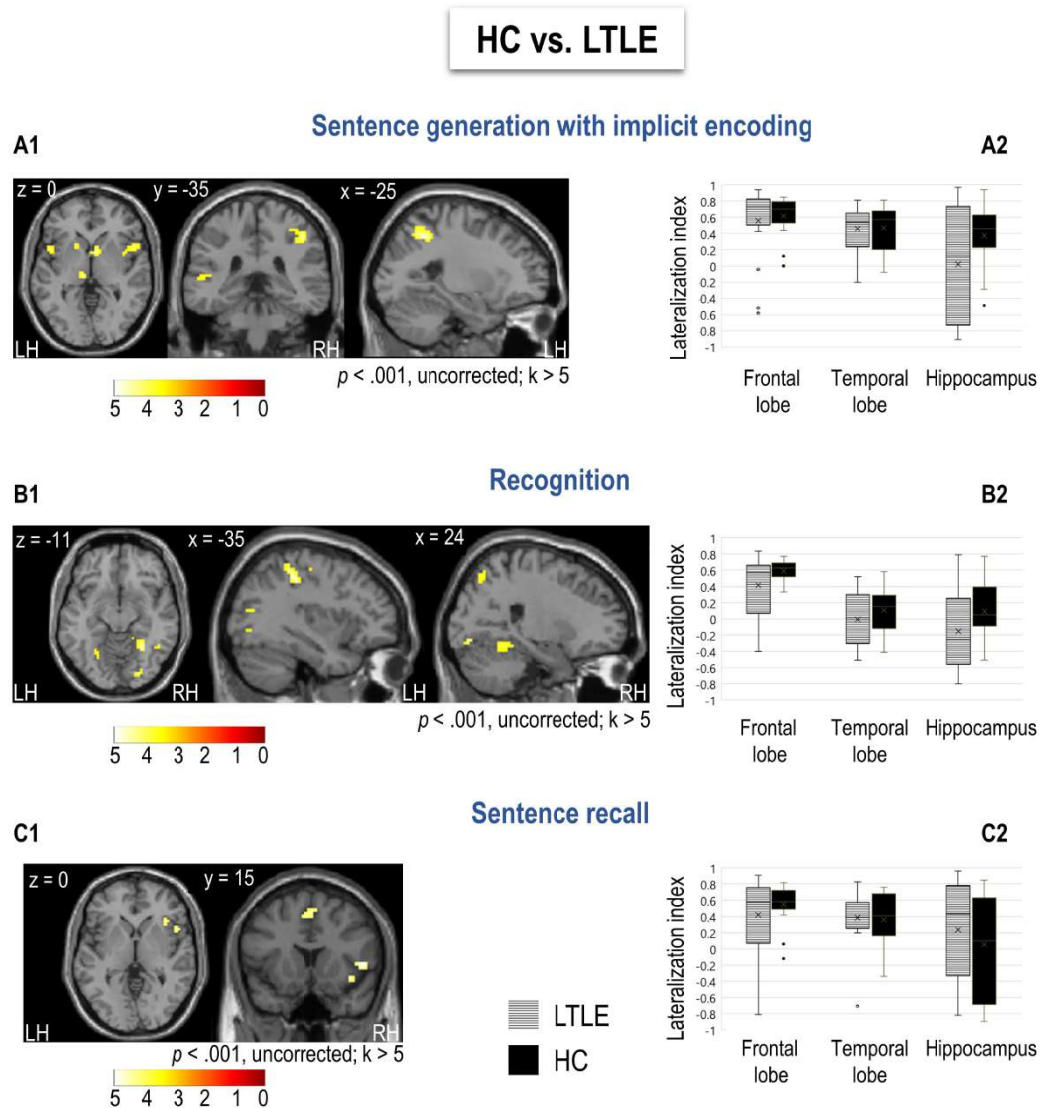 HC vs. LTLE
Sentence generation with implicit encoding
A1
A2
z = 0
y = -35
x = -25
LH
RH
LH
p < .001, uncorrected; k > 5
5 4 3 2 1 0
Lateralization index
1
0.8
0.6
0.4
0.2
0
0.2
0.4
0.6
0.8
-1
Frontal lobe
Temporal lobe
Hippocampus
Recognition
B1
B2
z = -11
x = -35
x = 24
LH
RH
LH
RH
p < .001, uncorrected; k > 5
5 4 3 2 1 0
Lateralization index
1
0.8
0.6
0.4
0.2
0
-0.2
-0.4
-0.6
-0.8
-1
Frontal lobe
Temporal lobe
Hippocampus
Sentence recall
C1
C2
z = 0
y = 15
LH
RH
p < .001, uncorrected; k > 5
5 4 3 2 1 0
LTLE
HC
Lateralization index
1
0.8
0.6
0.4
0.2
0
-0.2
-0.4
-0.6
-0.8
-1
Frontal lobe
Temporal lobe
Hippocampus